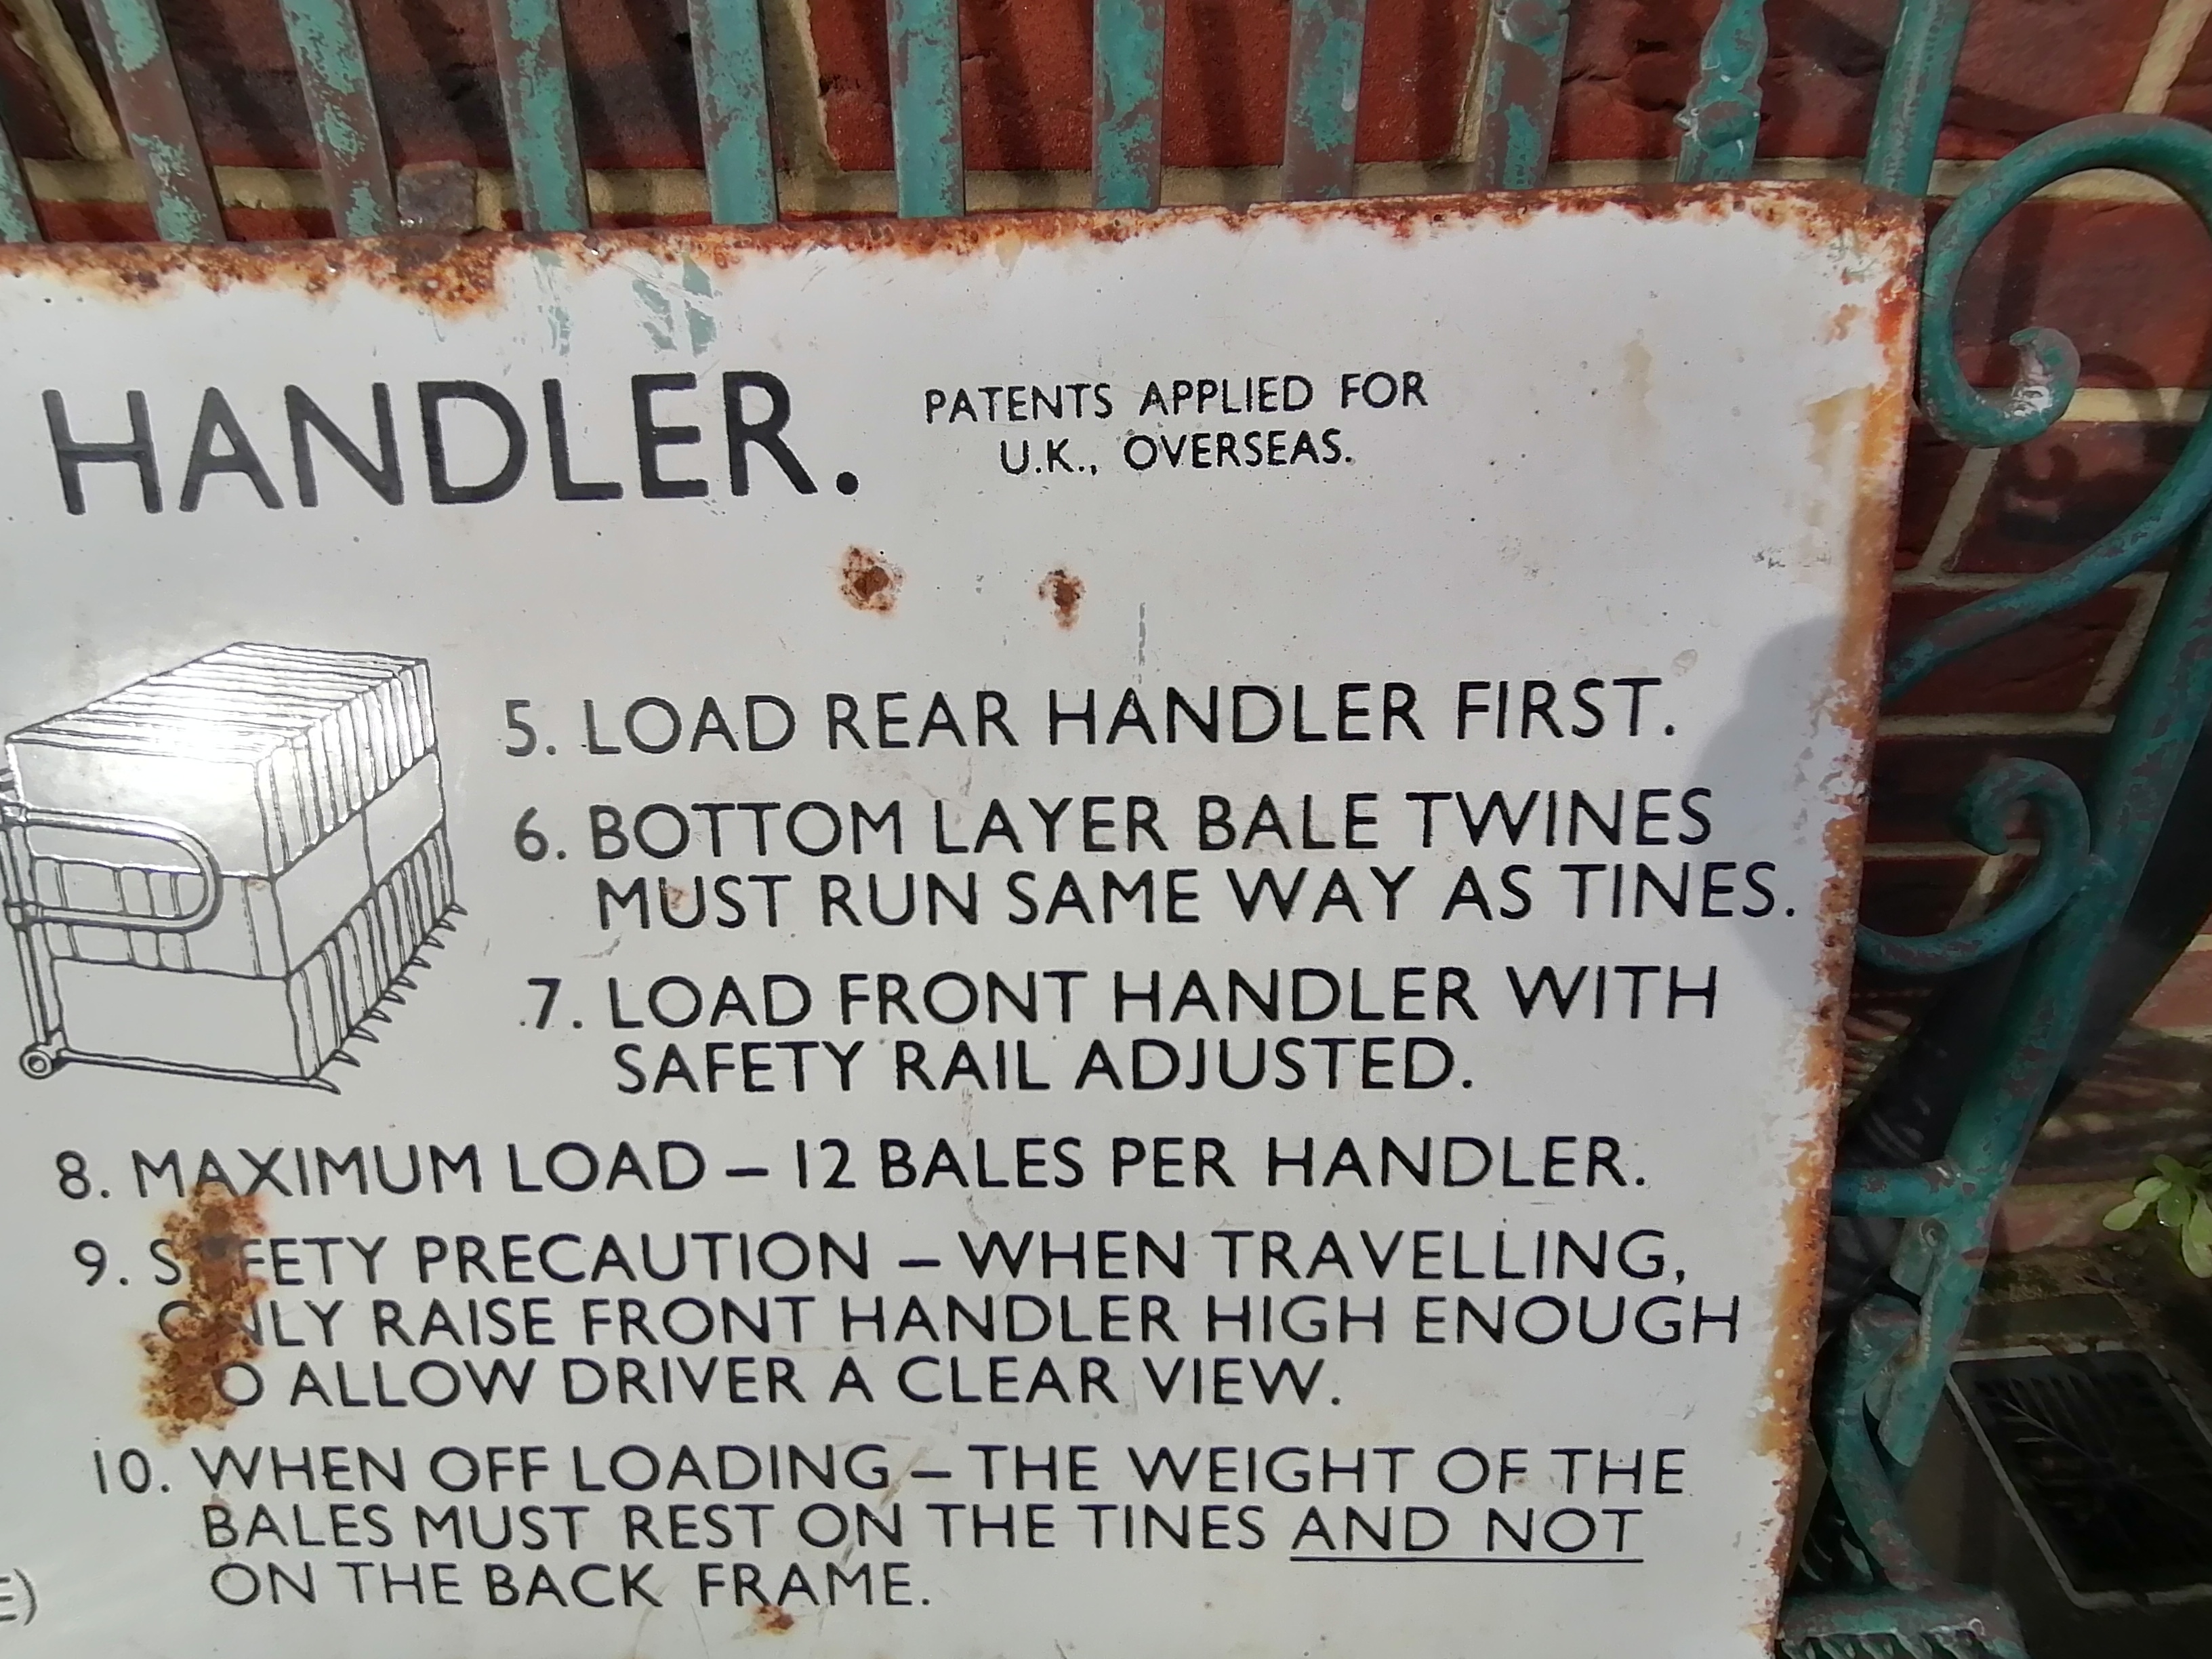 HANDLER.
PATENTS APPLIED FOR
U.K., OVERSEAS.
5. LOAD REAR HANDLER FIRST.
6. BOTTOM LAYER BALE TWINES
MUST RUN SAME WAY AS TINES.
7. LOAD FRONT HANDLER WITH
SAFETY RAIL ADJUSTED.
8. MAXIMUM LOAD – 12 BALES PER HANDLER.
9. SAFETY PRECAUTION – WHEN TRAVELLING,
ONLY RAISE FRONT HANDLER HIGH ENOUGH
TO ALLOW DRIVER A CLEAR VIEW.
10. WHEN OFF LOADING – THE WEIGHT OF THE
BALES MUST REST ON THE TINES AND NOT
ON THE BACK FRAME.
E)